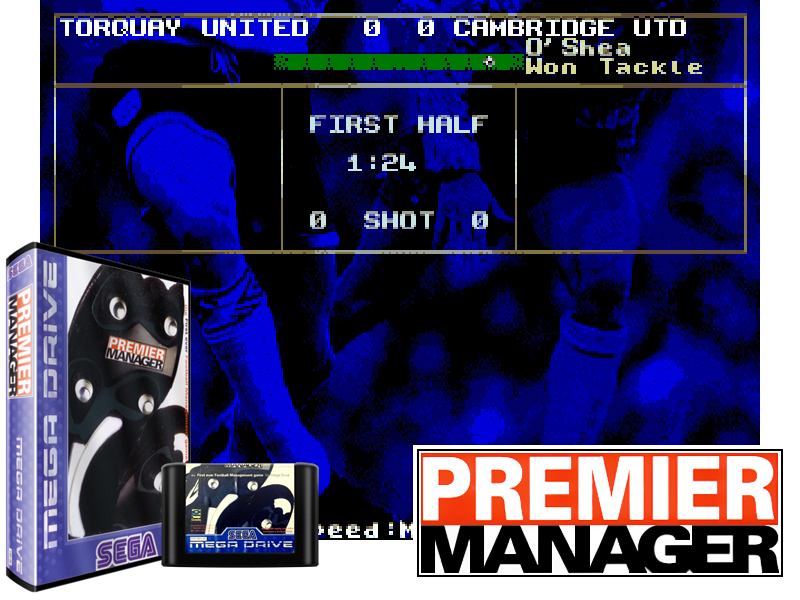 TORQUAY UNITED 0 0 CAMBRIDGE UTD
O'Shea
Won Tackle
FIRST HALF
1:24
0 SHOT 0
SEGA
PREMIER
MANAGER
MEGA DRIVE
MEGA DRIVE
PREMIER
MANAGER
SEGA
MANAGER
SEGA
MEGA DRIVE
peed:M
PREMIER
MANAGER